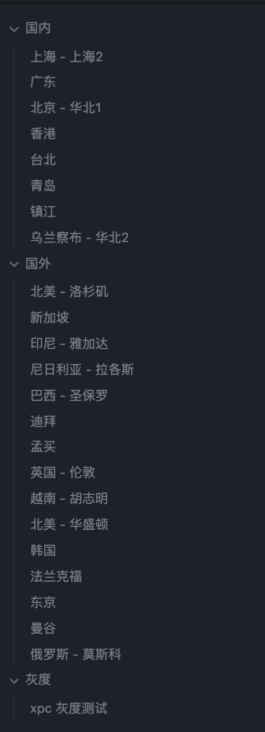 国内
上海 - 上海2
广东
北京 - 华北1
香港
台北
青岛
镇江
乌兰察布 - 华北2
国外
北美 - 洛杉矶
新加坡
印尼 - 雅加达
尼日利亚 - 拉各斯
巴西 - 圣保罗
迪拜
孟买
英国 - 伦敦
越南 - 胡志明
北美 - 华盛顿
韩国
法兰克福
东京
曼谷
俄罗斯 - 莫斯科
灰度
xpc 灰度测试